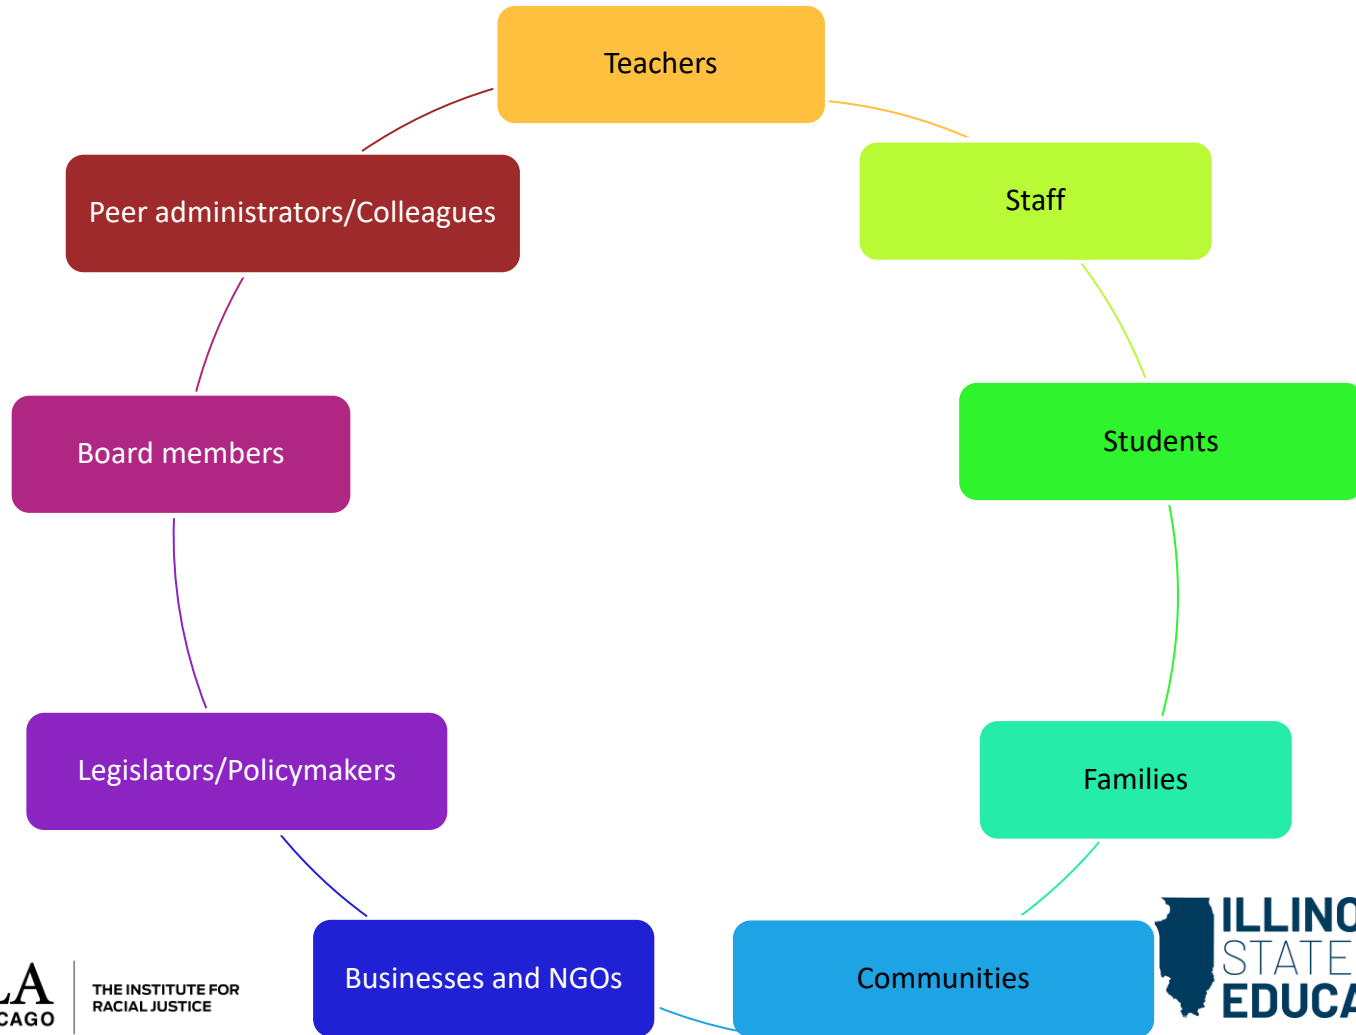 Teachers
Staff
Students
Families
Communities
Businesses and NGOs
Legislators/Policymakers
Board members
Peer administrators/Colleagues
THE INSTITUTE FOR
RACIAL JUSTICE
STATE